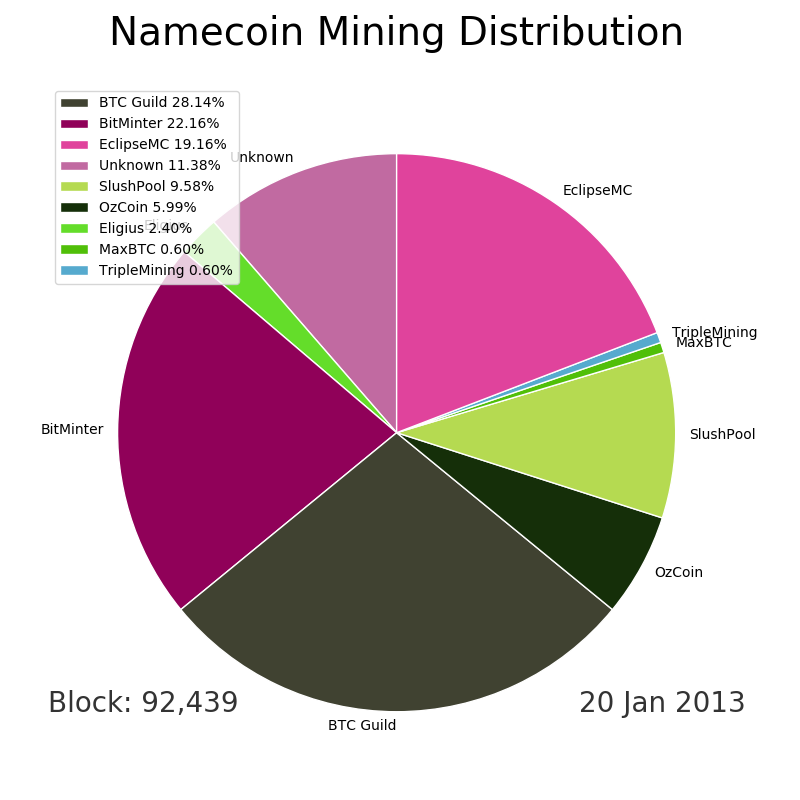 Namecoin Mining Distribution
BTC Guild 28.14%
BitMinter 22.16%
EclipseMC 19.16%
Unknown 11.38%
SlushPool 9.58%
OzCoin 5.99%
Eligius 2.40%
MaxBTC 0.60%
TripleMining 0.60%
Unknown
EclipseMC
Eligius
TripleMining
MaxBTC
BitMinter
SlushPool
OzCoin
Block: 92,439
20 Jan 2013
BTC Guild